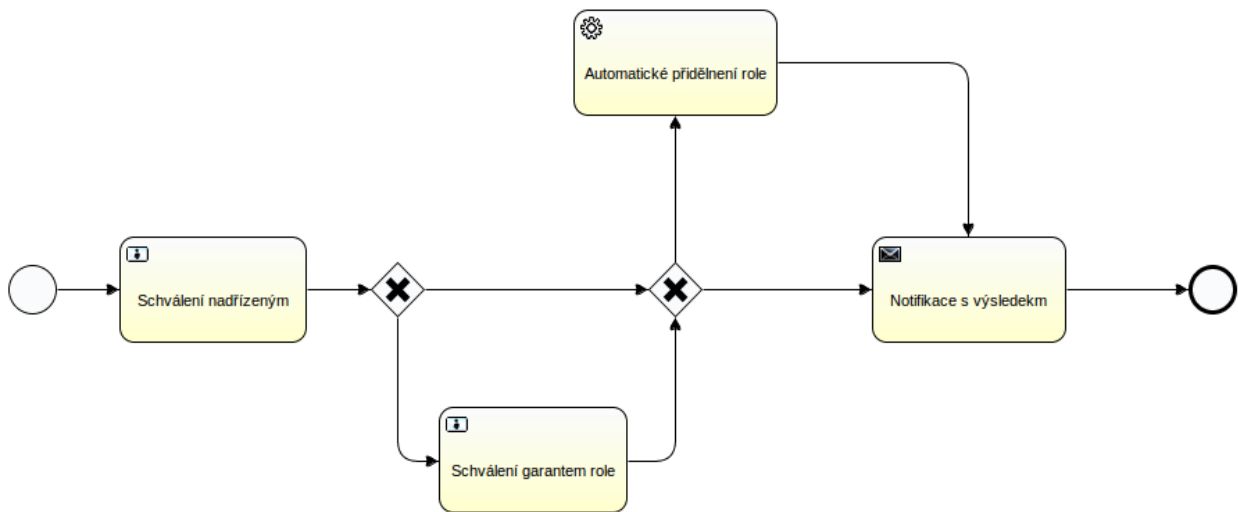 Automatické přidělnení role
Schválení nadřízeným
Notifikace s výsledekm
Schválení garantem role